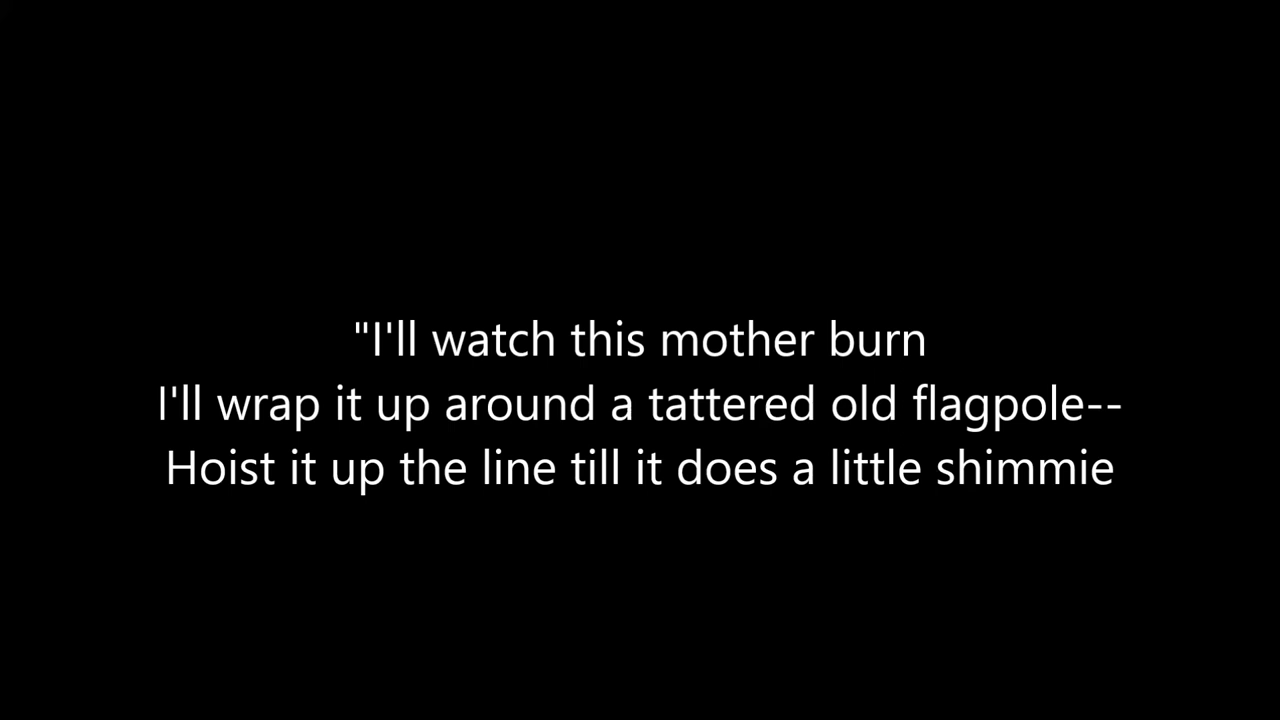 "I'll watch this mother burn
I'll wrap it up around a tattered old flagpole--
Hoist it up the line till it does a little shimmie